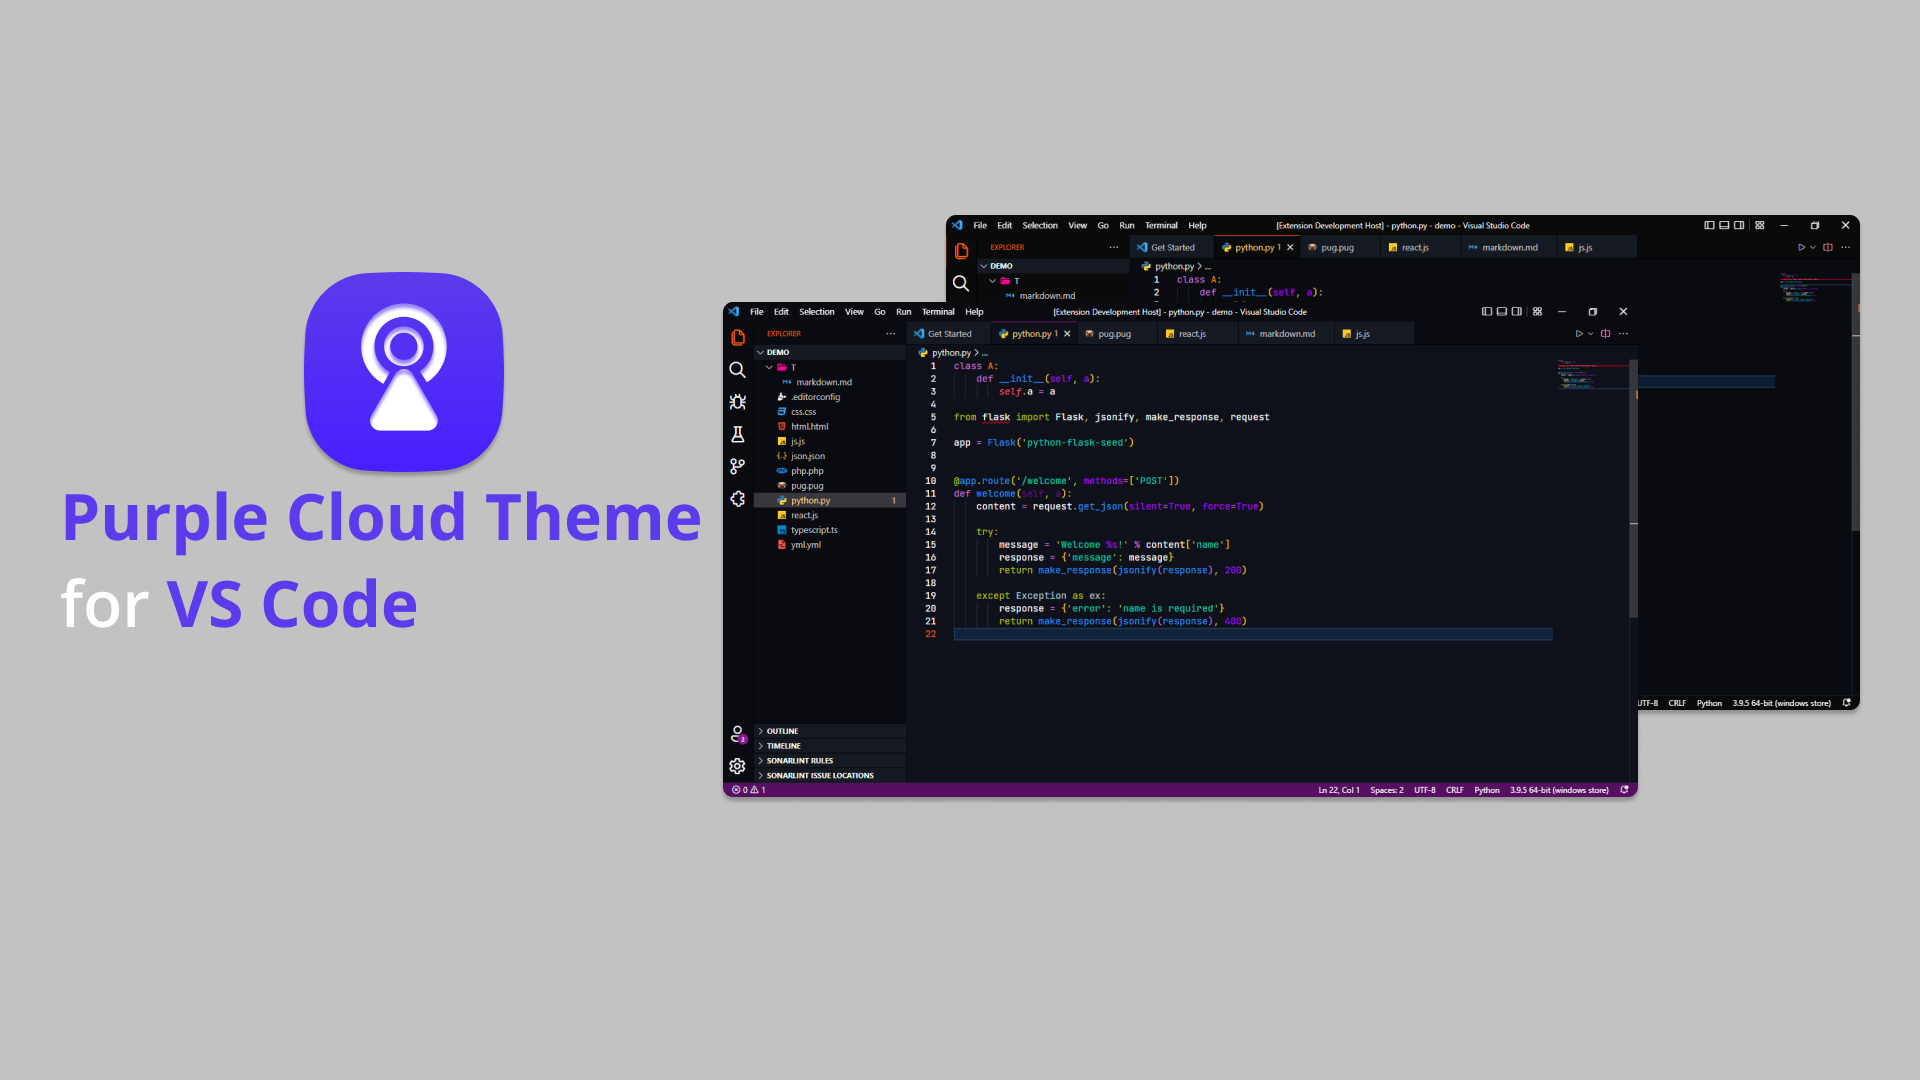 Purple Cloud Theme
for VS Code
File Edit Selection View Go Run Terminal Help [Extension Development Host] - python.py - demo - Visual Studio Code
EXPLORER ··· Get Started python.py 1 pug.pug react.js markdown.md js.js
DEMO python.py > ...
T 1 class A:
markdown.md 2 def __init__(self, a):
UTF-8 CRLF Python 3.9.5 64-bit (windows store)
File Edit Selection View Go Run Terminal Help [Extension Development Host] - python.py - demo - Visual Studio Code
EXPLORER ··· Get Started python.py 1 pug.pug react.js markdown.md js.js
DEMO
T
markdown.md
.editorconfig
css.css
html.html
js.js
json.json
php.php
pug.pug
python.py 1
react.js
typescript.ts
yml.yml
OUTLINE
TIMELINE
SONARLINT RULES
SONARLINT ISSUE LOCATIONS
python.py > ...
1 class A:
2 def __init__(self, a):
3 self.a = a
4
5 from flask import Flask, jsonify, make_response, request
6
7 app = Flask('python-flask-seed')
8
9
10 @app.route('/welcome', methods=['POST'])
11 def welcome(self, a):
12 content = request.get_json(silent=True, force=True)
13
14 try:
15 message = 'Welcome %s!' % content['name']
16 response = {'message': message}
17 return make_response(jsonify(response), 200)
18
19 except Exception as ex:
20 response = {'error': 'name is required'}
21 return make_response(jsonify(response), 400)
22
2
0 1 Ln 22, Col 1 Spaces: 2 UTF-8 CRLF Python 3.9.5 64-bit (windows store)